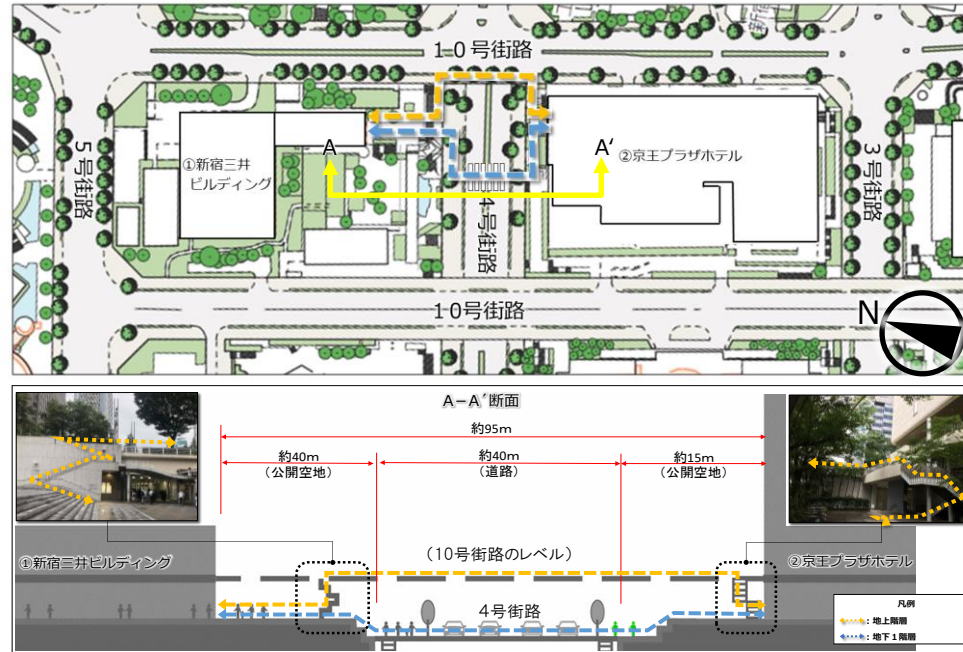 10号街路
5号街路
①新宿三井
ビルディング
A
A'
②京王プラザホテル
4号街路
3号街路
10号街路
N
A−A'断面
約95m
約40m
(公開空地)
約40m
(道路)
約15m
(公開空地)
①新宿三井ビルディング
(10号街路のレベル)
②京王プラザホテル
4号街路
凡例
:地上階層
:地下1階層